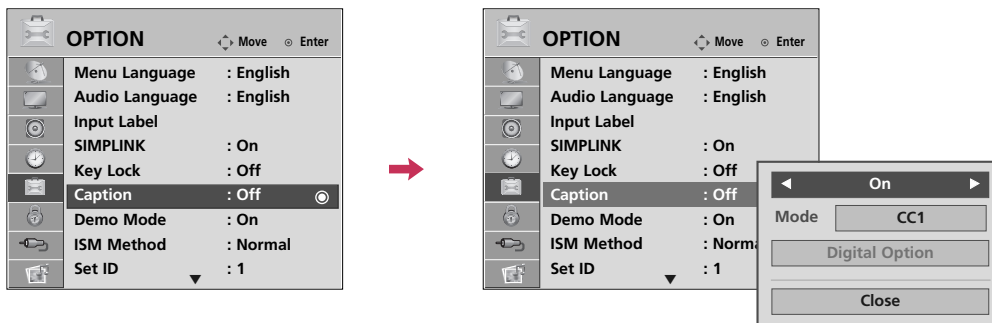 OPTION Move Enter
Menu Language : English
Audio Language : English
Input Label
SIMPLINK : On
Key Lock : Off
Caption : Off
Demo Mode : On
ISM Method : Normal
Set ID : 1
OPTION Move Enter
Menu Language : English
Audio Language : English
Input Label
SIMPLINK : On
Key Lock : Off
Caption : Off
Demo Mode : On
ISM Method : Norma
Set ID : 1
On
Mode CC1
Digital Option
Close